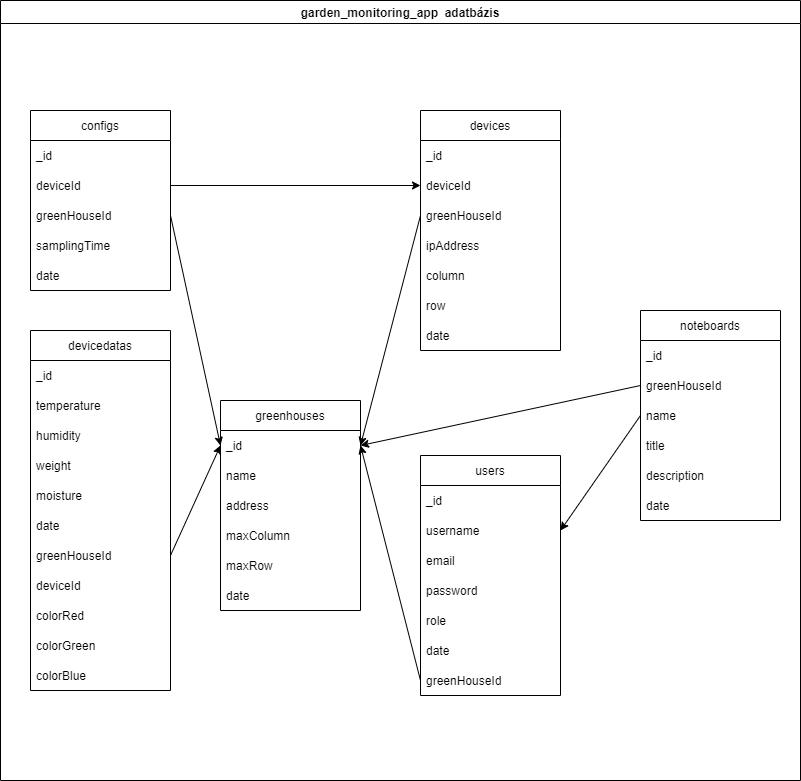 garden_monitoring_app adatbázis
configs
_id
deviceId
greenHouseId
samplingTime
date
devices
_id
deviceId
greenHouseId
ipAddress
column
row
date
devicedatas
_id
temperature
humidity
weight
moisture
date
greenHouseId
deviceId
colorRed
colorGreen
colorBlue
greenhouses
_id
name
address
maxColumn
maxRow
date
users
_id
username
email
password
role
date
greenHouseId
noteboards
_id
greenHouseId
name
title
description
date